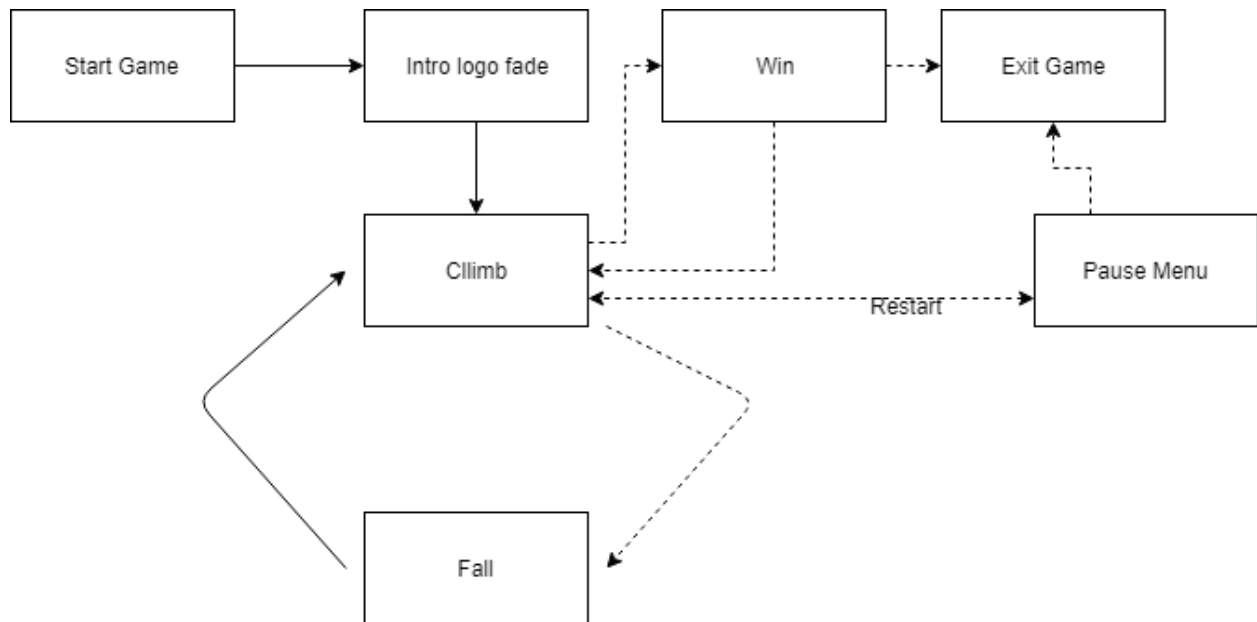 Start Game
Intro logo fade
Win
Exit Game
Cllimb
Pause Menu
Restart
Fall